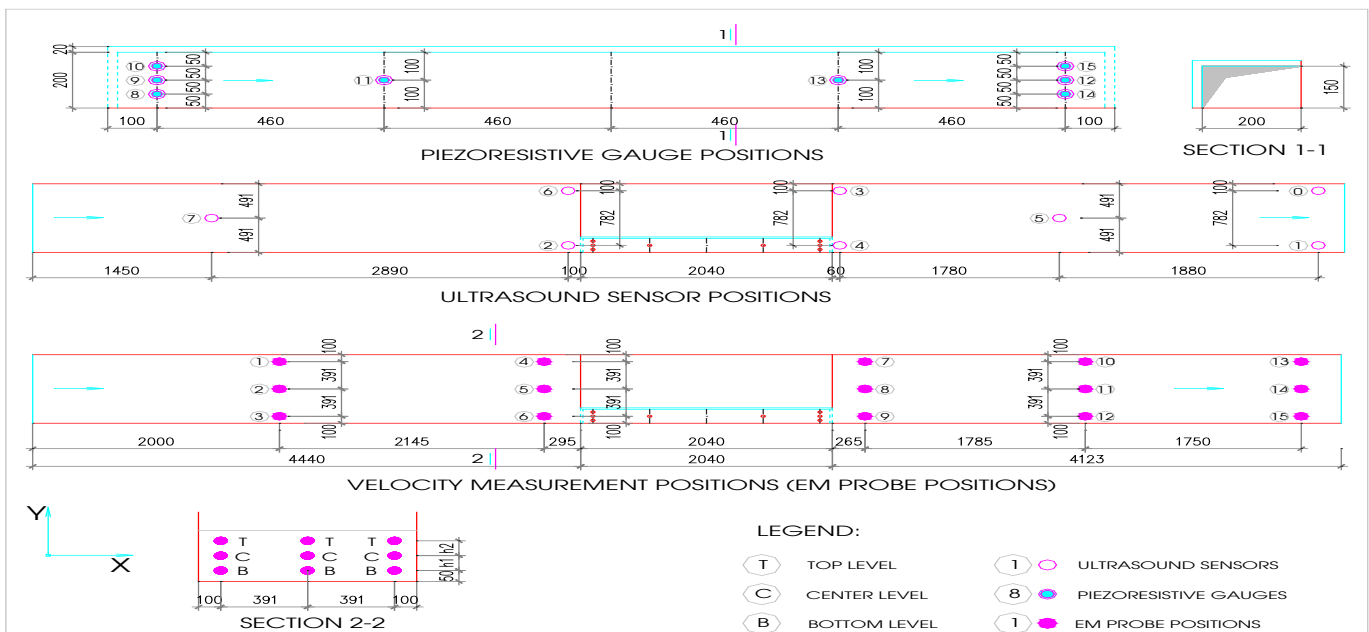 1
20
200
10
9
8
50 50 50 50
11
100 100
13
100 100
50 50 50 50
15
12
14
100 460 460 460 460 100
1
PIEZORESISTIVE GAUGE POSITIONS
150
200
SECTION 1-1
7
491 491
6
2
100
782
100
782
3
4
5
491 491
100
782
0
1
1450 2890 100 2040 60 1780 1880
ULTRASOUND SENSOR POSITIONS
2
1
2
3
100
391
391
100
4
5
6
100
391
391
100
7
8
9
100
391
391
100
10
11
12
13
14
15
2000 2145 295 2040 265 1785 1750
4440 2 2040 4123
VELOCITY MEASUREMENT POSITIONS (EM PROBE POSITIONS)
Y
X
T T T
C C C
B B B
50 h1 h2
100 391 391 100
SECTION 2-2
LEGEND:
T TOP LEVEL 1 ULTRASOUND SENSORS
C CENTER LEVEL 8 PIEZORESISTIVE GAUGES
B BOTTOM LEVEL 1 EM PROBE POSITIONS